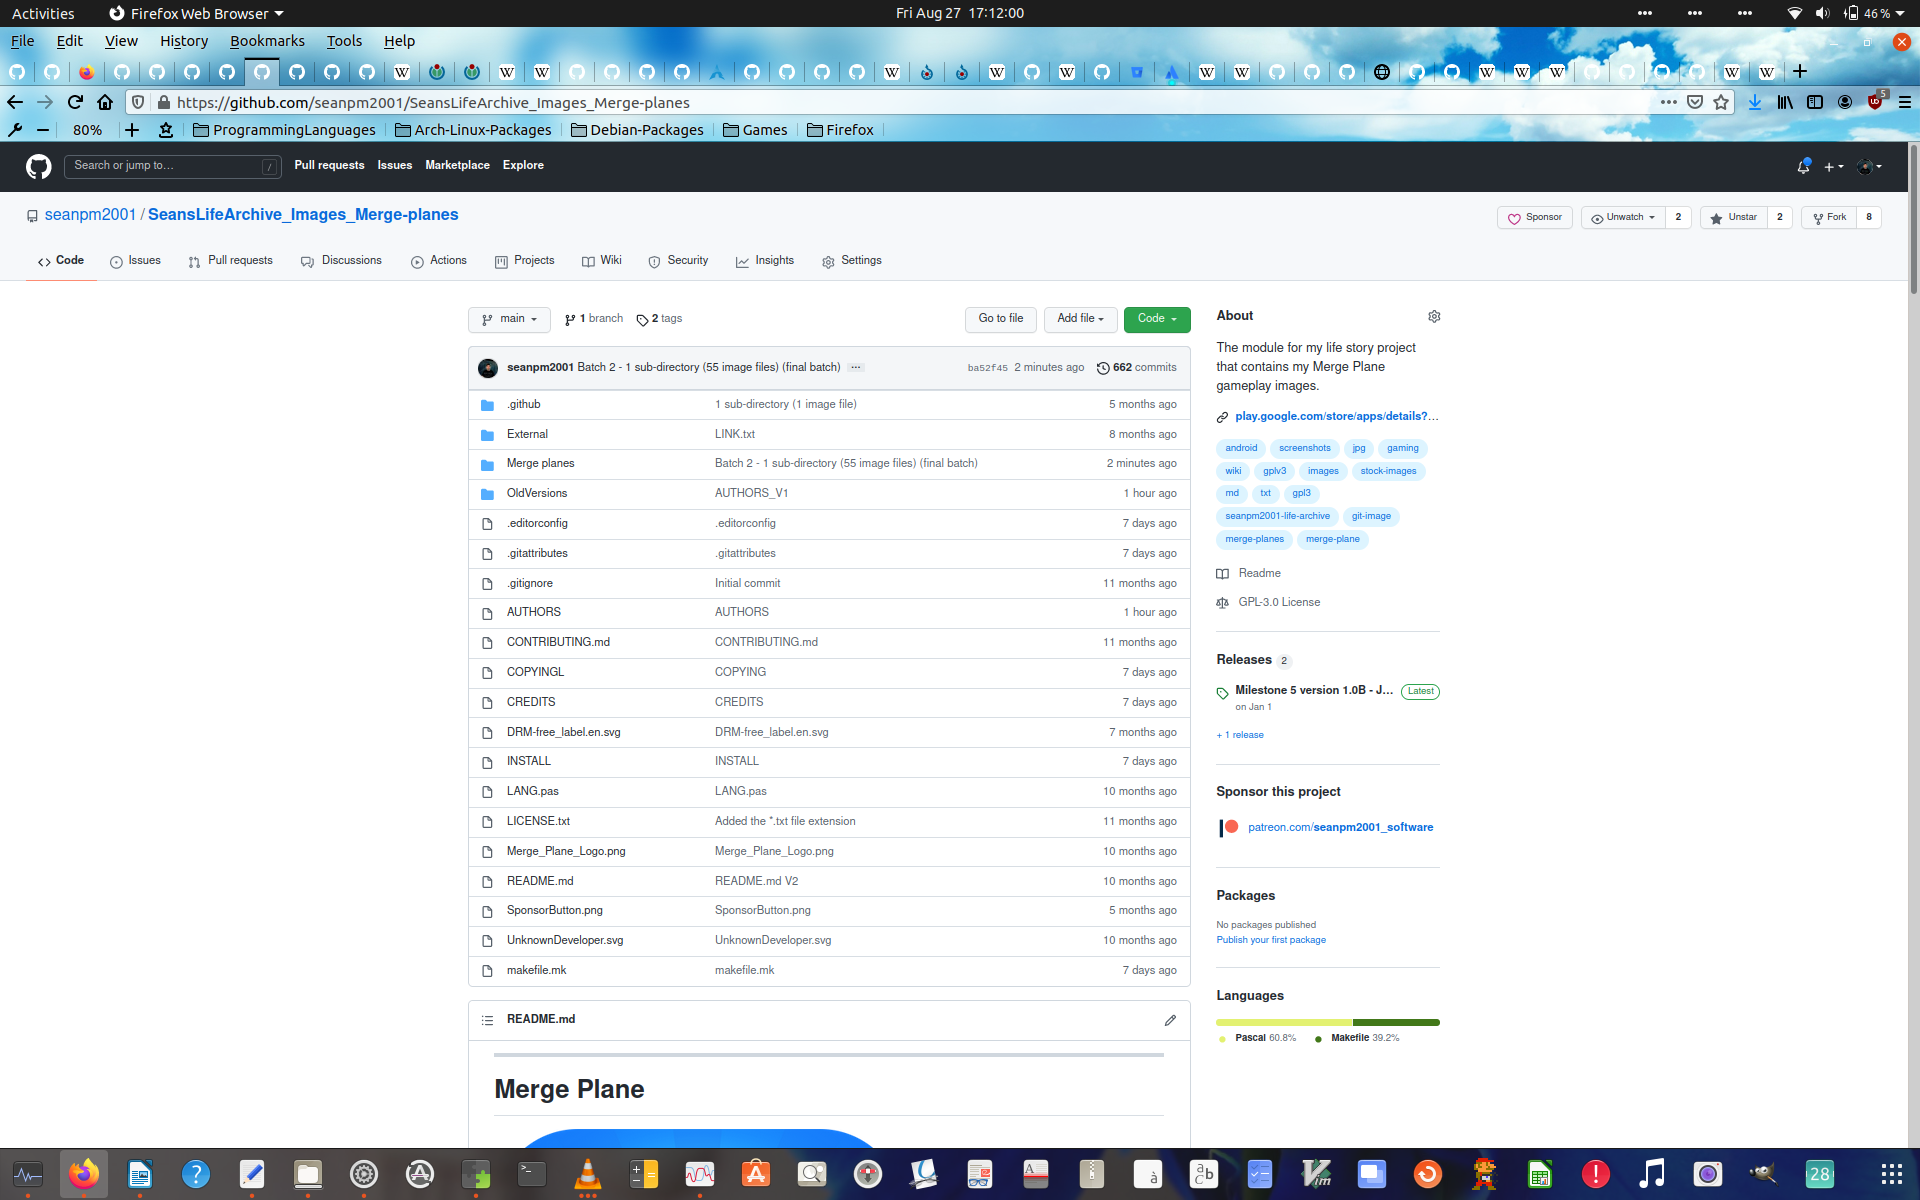 Activities Firefox Web Browser Fri Aug 27 17:12:00 46 %
File Edit View History Bookmarks Tools Help
https://github.com/seanpm2001/SeansLifeArchive_Images_Merge-planes 5
80% ProgrammingLanguages Arch-Linux-Packages Debian-Packages Games Firefox
Search or jump to... / Pull requests Issues Marketplace Explore
seanpm2001 / SeansLifeArchive_Images_Merge-planes Sponsor Unwatch 2 Unstar 2 Fork 8
Code Issues Pull requests Discussions Actions Projects Wiki Security Insights Settings
main 1 branch 2 tags Go to file Add file Code
seanpm2001 Batch 2 - 1 sub-directory (55 image files) (final batch) ... ba52f45 2 minutes ago 662 commits
.github 1 sub-directory (1 image file) 5 months ago
External LINK.txt 8 months ago
Merge planes Batch 2 - 1 sub-directory (55 image files) (final batch) 2 minutes ago
OldVersions AUTHORS_V1 1 hour ago
.editorconfig .editorconfig 7 days ago
.gitattributes .gitattributes 7 days ago
.gitignore Initial commit 11 months ago
AUTHORS AUTHORS 1 hour ago
CONTRIBUTING.md CONTRIBUTING.md 11 months ago
COPYINGL COPYING 7 days ago
CREDITS CREDITS 7 days ago
DRM-free_label.en.svg DRM-free_label.en.svg 7 months ago
INSTALL INSTALL 7 days ago
LANG.pas LANG.pas 10 months ago
LICENSE.txt Added the *.txt file extension 11 months ago
Merge_Plane_Logo.png Merge_Plane_Logo.png 10 months ago
README.md README.md V2 10 months ago
SponsorButton.png SponsorButton.png 5 months ago
UnknownDeveloper.svg UnknownDeveloper.svg 10 months ago
makefile.mk makefile.mk 7 days ago
README.md
Merge Plane
About
The module for my life story project
that contains my Merge Plane
gameplay images.
play.google.com/store/apps/details?...
android screenshots jpg gaming
wiki gplv3 images stock-images
md txt gpl3
seanpm2001-life-archive git-image
merge-planes merge-plane
Readme
GPL-3.0 License
Releases 2
Milestone 5 version 1.0B - J... Latest
on Jan 1
+ 1 release
Sponsor this project
patreon.com/seanpm2001_software
Packages
No packages published
Publish your first package
Languages
Pascal 60.8% Makefile 39.2%
28